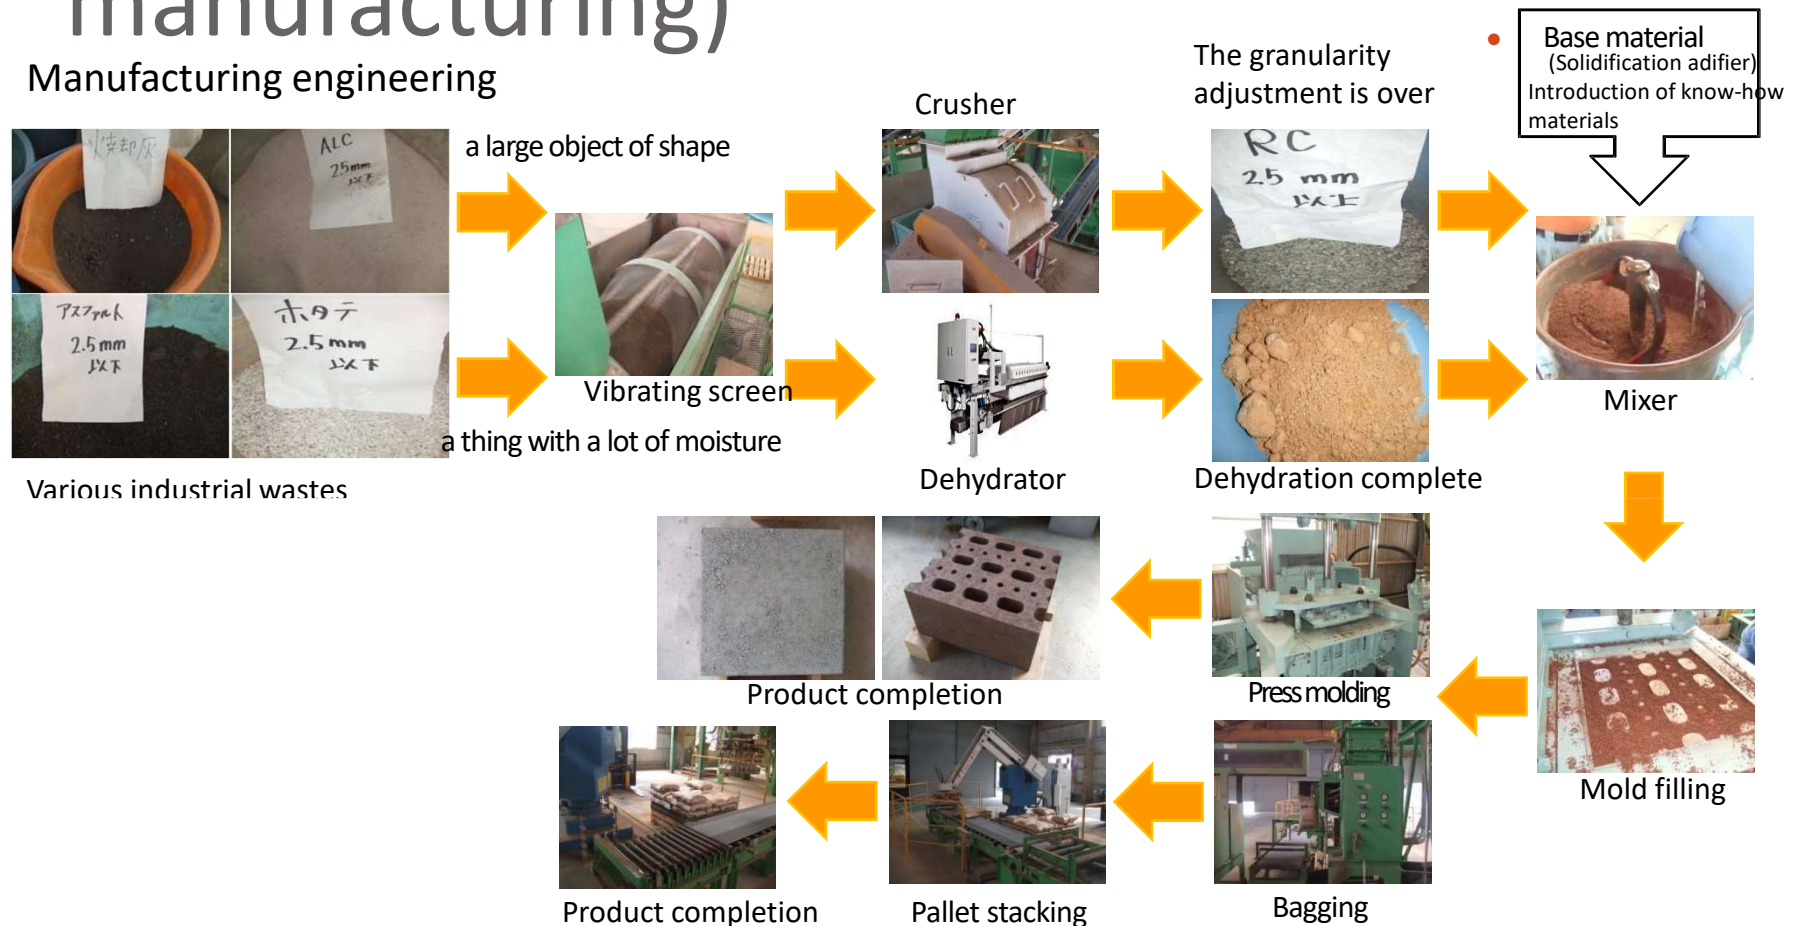 manufacturing)
Manufacturing engineering
焼却灰
ALC
25mm
以下
アスファルト
2.5mm
以下
ホタテ
2.5mm
以下
Various industrial wastes
a large object of shape
a thing with a lot of moisture
Vibrating screen
Crusher
Dehydrator
The granularity
adjustment is over
RC
25 mm
以上
Dehydration complete
• Base material
(Solidification adifier)
Introduction of know-how
materials
Mixer
Mold filling
Press molding
Product completion
Bagging
Pallet stacking
Product completion